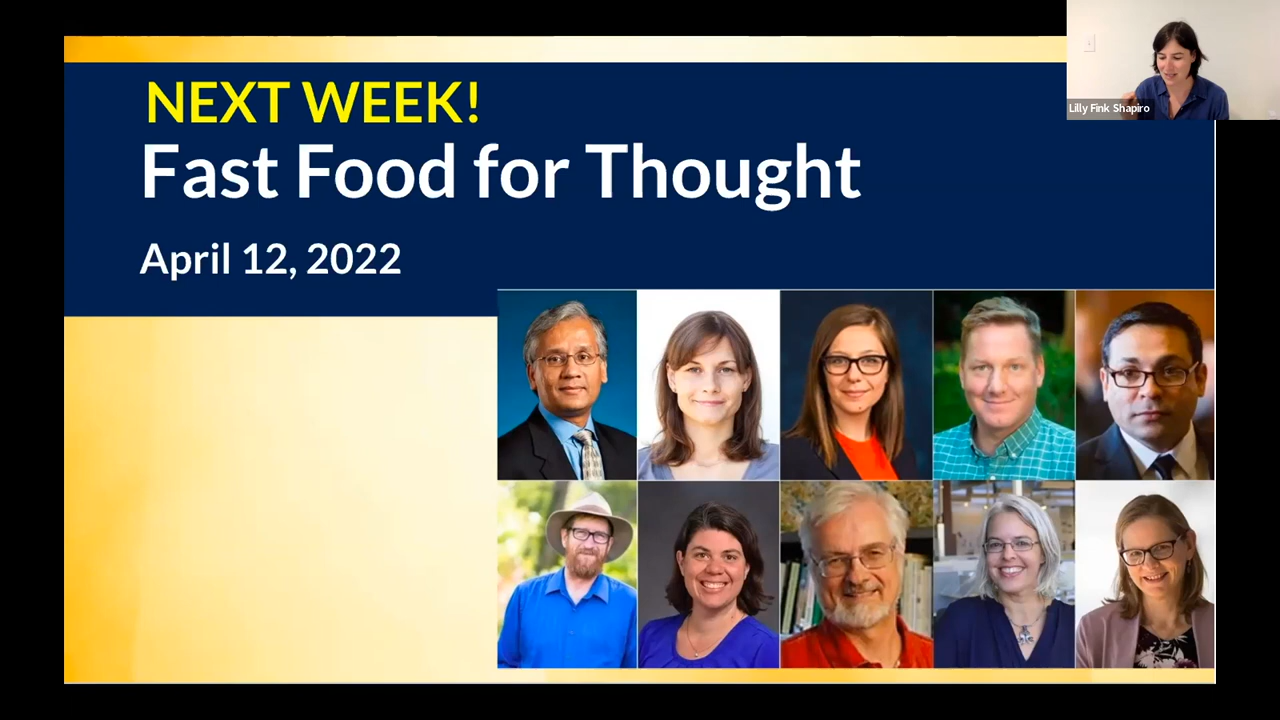 NEXT WEEK!
Fast Food for Thought
April 12, 2022
Lilly Fink Shapiro